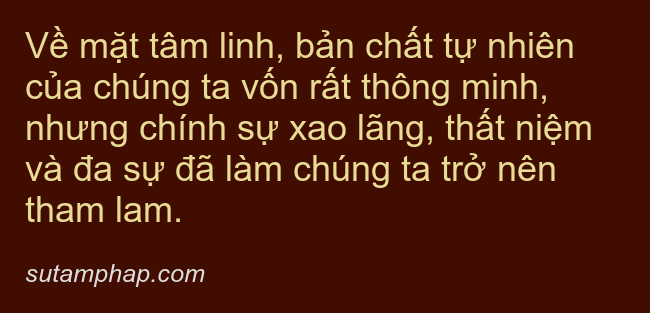 Về mặt tâm linh, bản chất tự nhiên
của chúng ta vốn rất thông minh,
nhưng chính sự xao lãng, thất niệm
và đa sự đã làm chúng ta trở nên
tham lam.
sutamphap.com